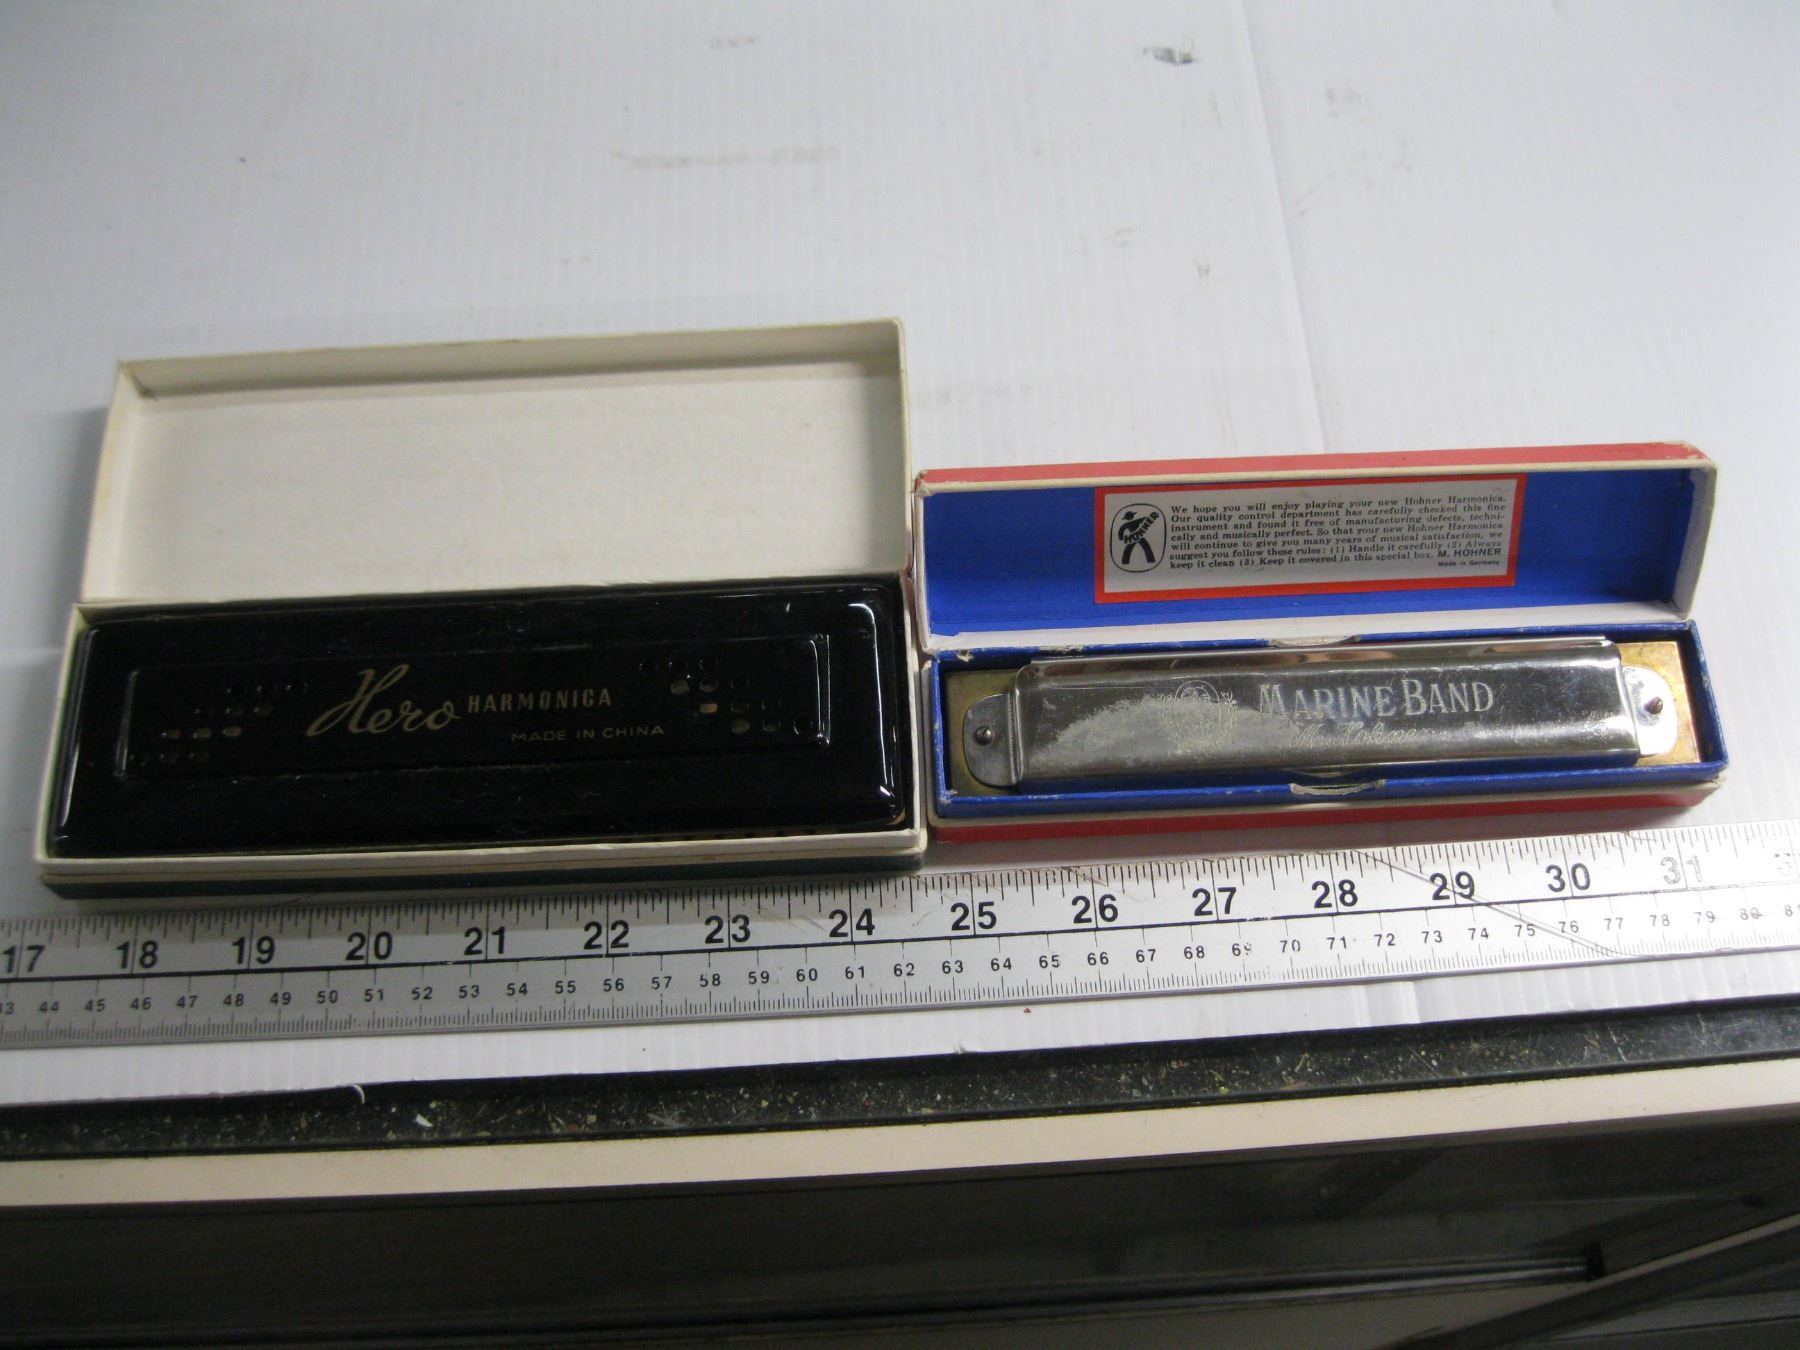 Hero HARMONICA
MADE IN CHINA
HOHNER
We hope you will enjoy playing your new Hohner Harmonica.
Our quality control department has carefully checked this fine
instrument and found it free of manufacturing defects, techni-
cally and musically perfect. So that your new Hohner Harmonica
will continue to give you many years of musical satisfaction, we
suggest you follow these rules: (1) Handle it carefully (2) Always
keep it clean (3) Keep it covered in this special box. M. HOHNER
Made in Germany
MARINE BAND
M. Hohner
17 18 19 20 21 22 23 24 25 26 27 28 29 30 31
44 45 46 47 48 49 50 51 52 53 54 55 56 57 58 59 60 61 62 63 64 65 66 67 68 69 70 71 72 73 74 75 76 77 78 79 80 81